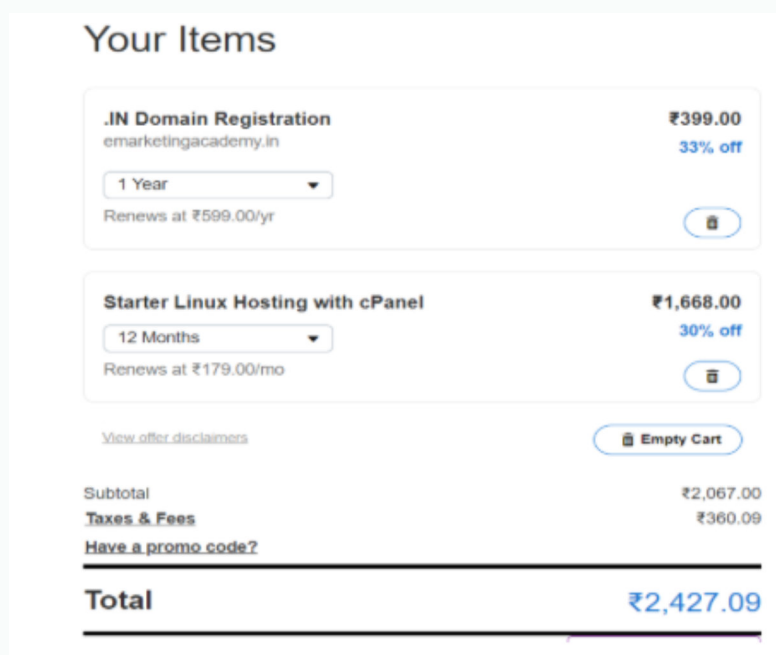 Your Items
.IN Domain Registration
₹399.00
emarketingacademy.in
33% off
1 Year
Renews at ₹599.00/yr
Starter Linux Hosting with cPanel
₹1,668.00
12 Months
30% off
Renews at ₹179.00/mo
View offer disclaimers
Empty Cart
Subtotal
₹2,067.00
Taxes & Fees
₹360.09
Have a promo code?
Total
₹2,427.09